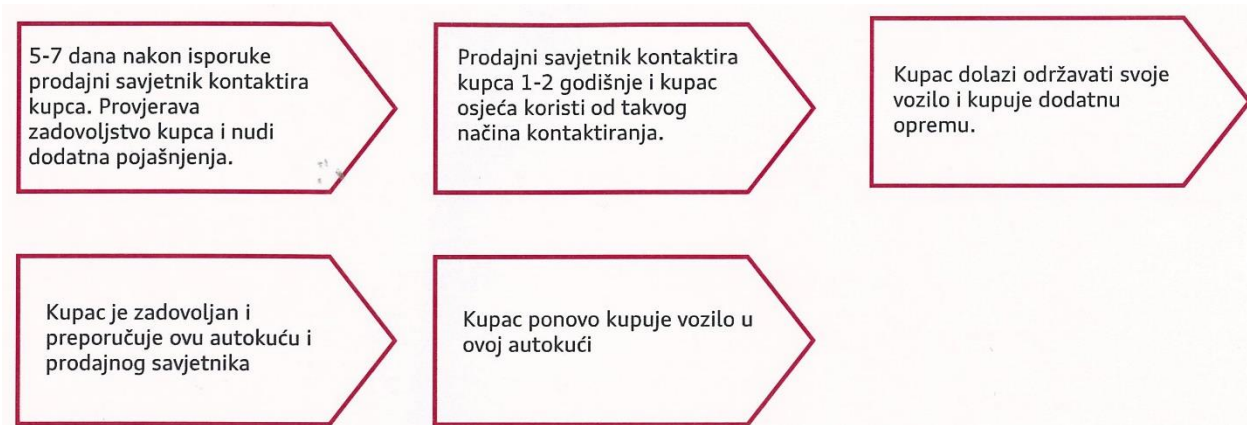 5-7 dana nakon isporuke
prodajni savjetnik kontaktira
kupca. Provjerava
zadovoljstvo kupca i nudi
dodatna pojašnjenja.
Prodajni savjetnik kontaktira
kupca 1-2 godišnje i kupac
osjeća koristi od takvog
načina kontaktiranja.
Kupac dolazi održavati svoje
vozilo i kupuje dodatnu
opremu.
Kupac je zadovoljan i
preporučuje ovu autokuću i
prodajnog savjetnika
Kupac ponovo kupuje vozilo u
ovoj autokući